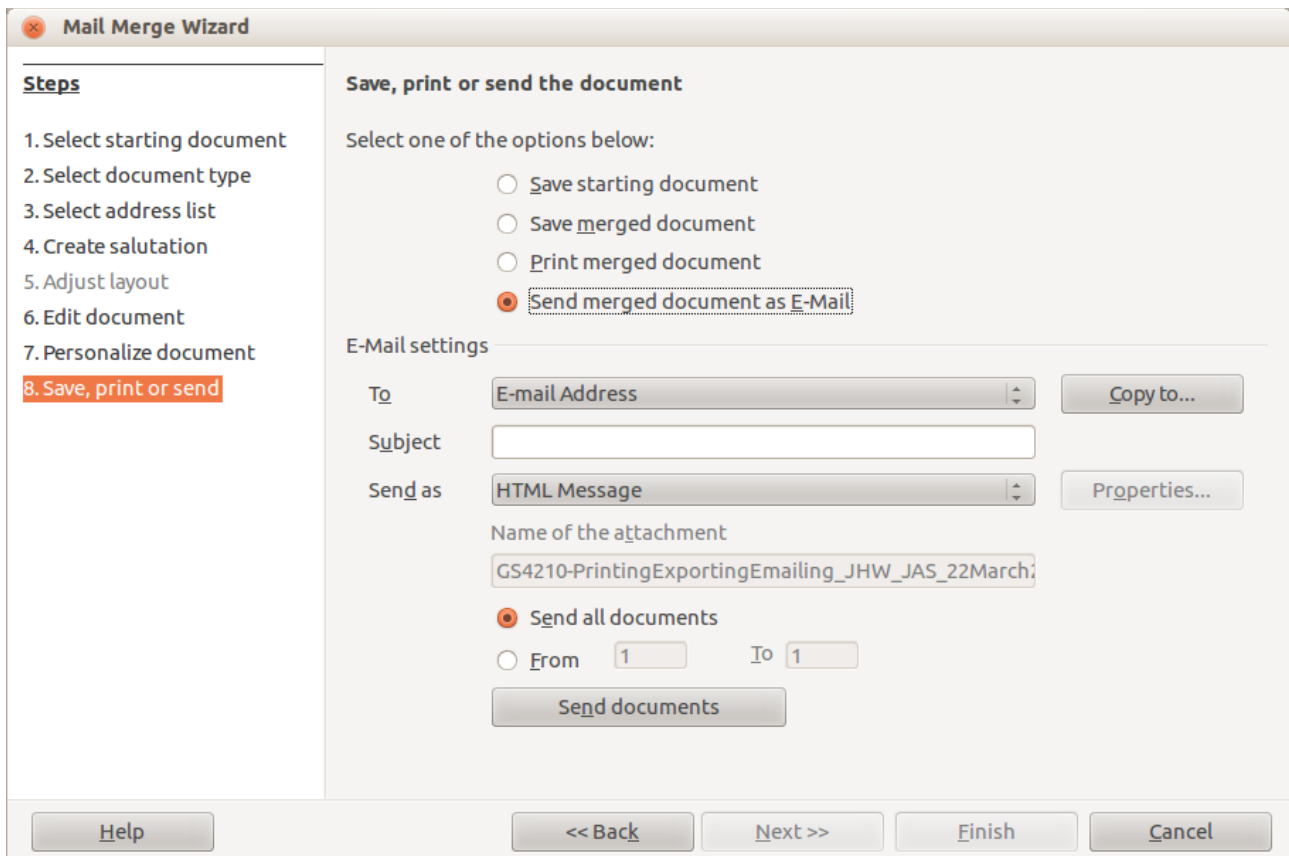 Mail Merge Wizard
Steps
1. Select starting document
2. Select document type
3. Select address list
4. Create salutation
5. Adjust layout
6. Edit document
7. Personalize document
8. Save, print or send
Save, print or send the document
Select one of the options below:
Save starting document
Save merged document
Print merged document
Send merged document as E-Mail
E-Mail settings
To E-mail Address Copy to...
Subject
Send as HTML Message Properties...
Name of the attachment
GS4210-PrintingExportingEmailing_JHW_JAS_22March
Send all documents
From 1 To 1
Send documents
Help << Back Next >> Finish Cancel